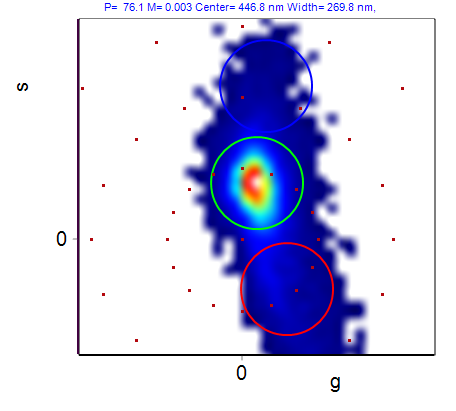 P= 76.1 M= 0.003 Center= 446.8 nm Width= 269.8 nm,
s
0
0
g